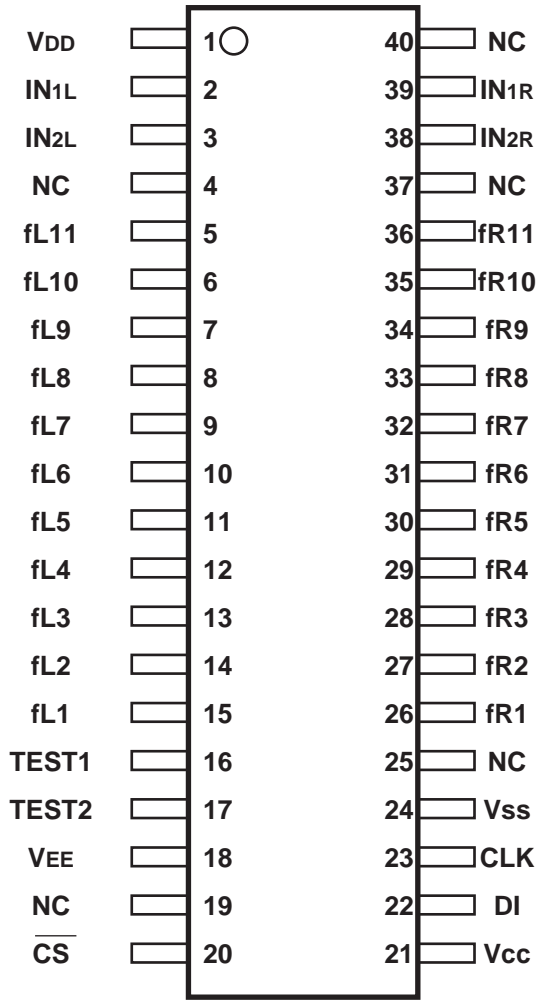 VDD 1 40 NC
IN1L 2 39 IN1R
IN2L 3 38 IN2R
NC 4 37 NC
fL11 5 36 fR11
fL10 6 35 fR10
fL9 7 34 fR9
fL8 8 33 fR8
fL7 9 32 fR7
fL6 10 31 fR6
fL5 11 30 fR5
fL4 12 29 fR4
fL3 13 28 fR3
fL2 14 27 fR2
fL1 15 26 fR1
TEST1 16 25 NC
TEST2 17 24 Vss
VEE 18 23 CLK
NC 19 22 DI
C̅S̅ 20 21 Vcc